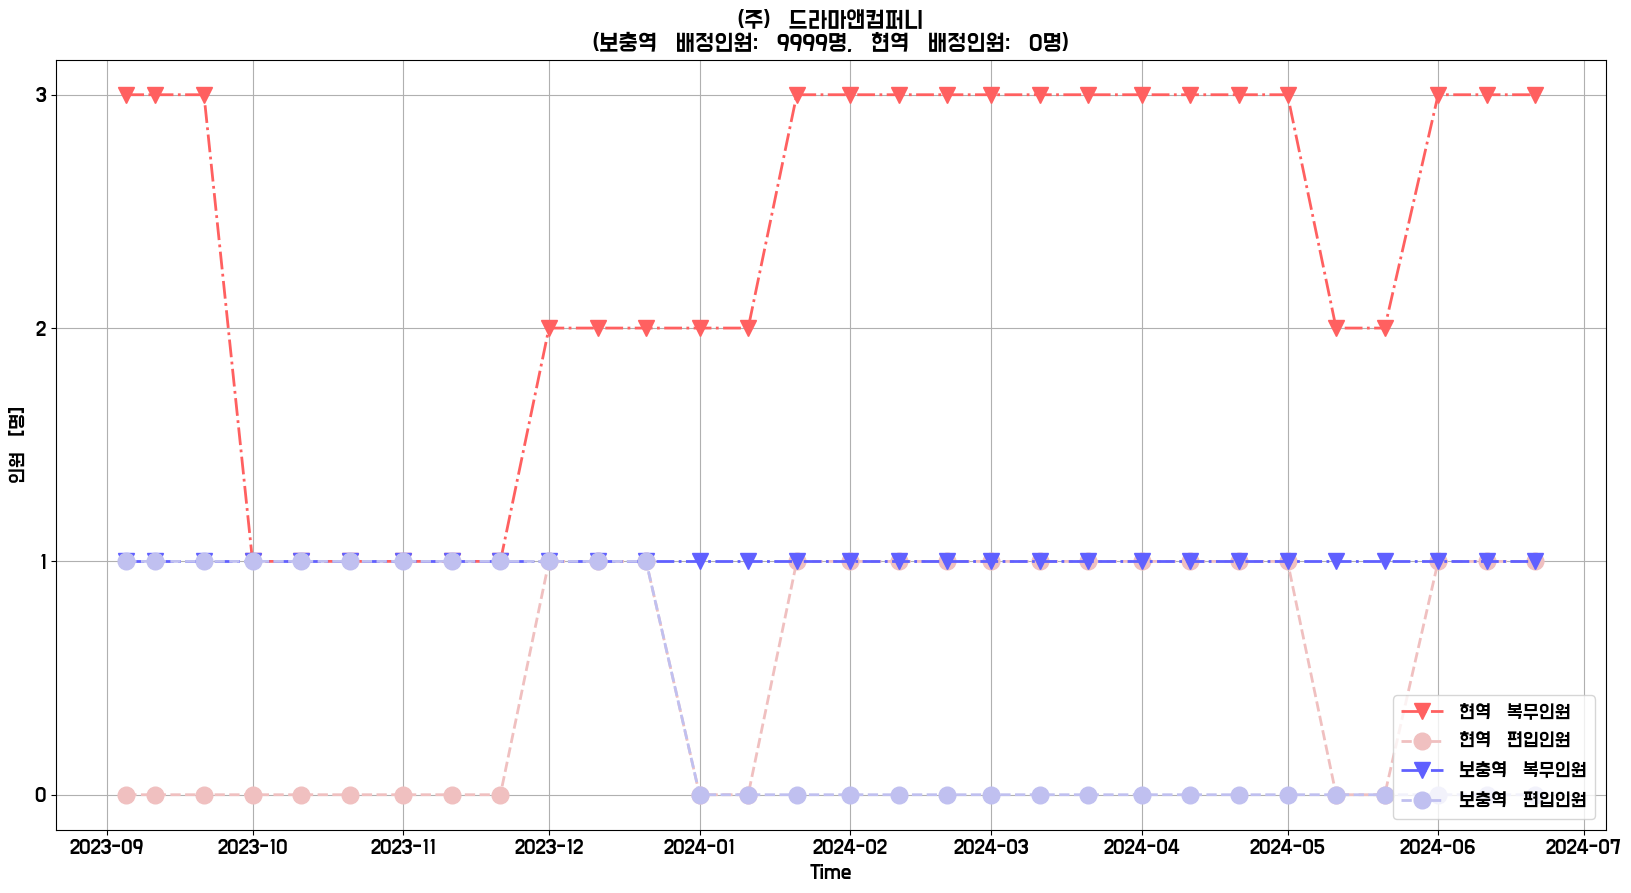 (주) 드라마앤컴퍼니
(보충역 배정인원: 9999명, 현역 배정인원: 0명)
3
2
1
0
인원 [명]
현역 복무인원
현역 편입인원
보충역 복무인원
보충역 편입인원
2023-09 2023-10 2023-11 2023-12 2024-01 2024-02 2024-03 2024-04 2024-05 2024-06 2024-07
Time